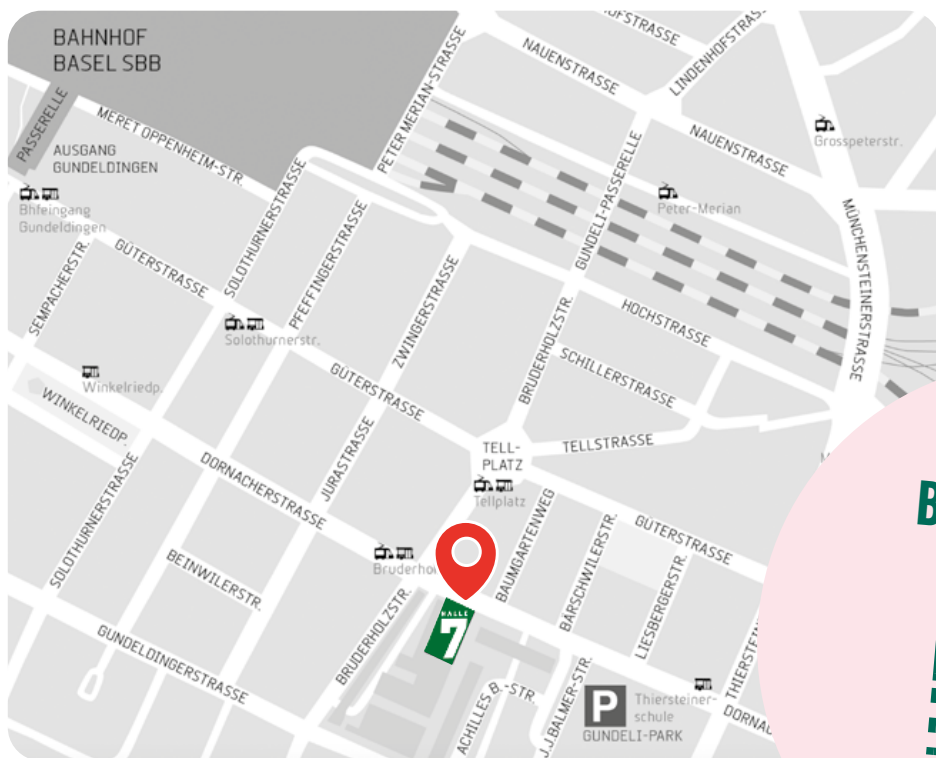 BAHNHOF
BASEL SBB
PASSERELLE
AUSGANG
GUNDELDINGEN
MERET OPPENHEIM-STR.
PETER MERIAN-STRASSE
NAUENSTRASSE
LINDENHOFSTRAS
NAUENSTRASSE
Grosspeterstr.
Bhfeingang
Gundeldingen
SOLOTHURNERSTRASSE
PFEFFINGERSTRASSE
GUNDELI-PASSERELLE
Peter-Merian
MÜNCHENSTEINERSTRASSE
SEMPACHERSTR.
GÜTERSTRASSE
ZWINGERSTRASSE
BRUDERHOLZSTR.
HOCHSTRASSE
Solothurnerstr.
SCHILLERSTRASSE
Winkelriedp.
WINKELRIEDP.
GÜTERSTRASSE
TELL-
PLATZ
TELLSTRASSE
Tellplatz
SOLOTHURNERSTRASSE
DORNACHERSTRASSE
JURASTRASSE
BAUMGARTENWEG
BARSCHWILERSTR.
GÜTERSTRASSE
BEINWILERSTR.
LIESBERGERSTR.
BRUDERHOLZSTR.
HALLE
7
GUNDELDINGERSTRASSE
ACHILLES B.-STR.
J.J.BALMER-STR.
P
Thiersteiner-
schule
GUNDELI-PARK